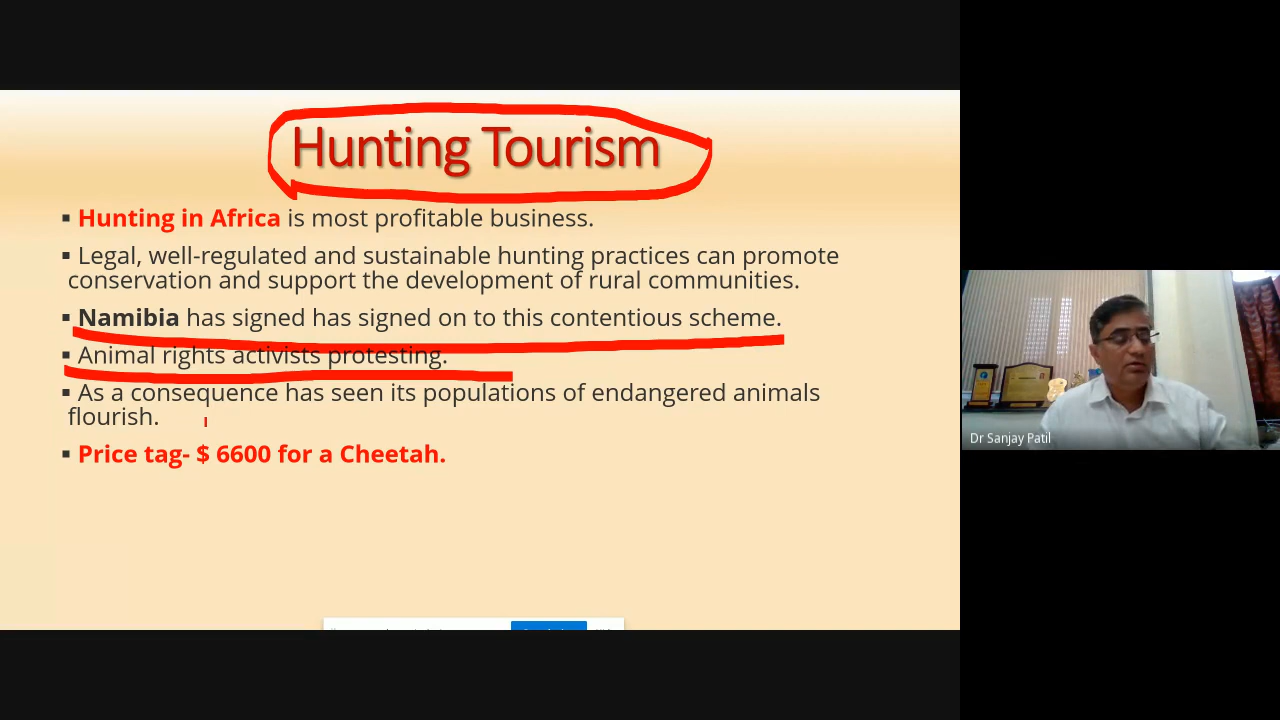 Hunting Tourism
▪ Hunting in Africa is most profitable business.
▪ Legal, well-regulated and sustainable hunting practices can promote
conservation and support the development of rural communities.
▪ Namibia has signed has signed on to this contentious scheme.
▪ Animal rights activists protesting.
▪ As a consequence has seen its populations of endangered animals
flourish.
▪ Price tag- $ 6600 for a Cheetah.
Dr Sanjay Patil